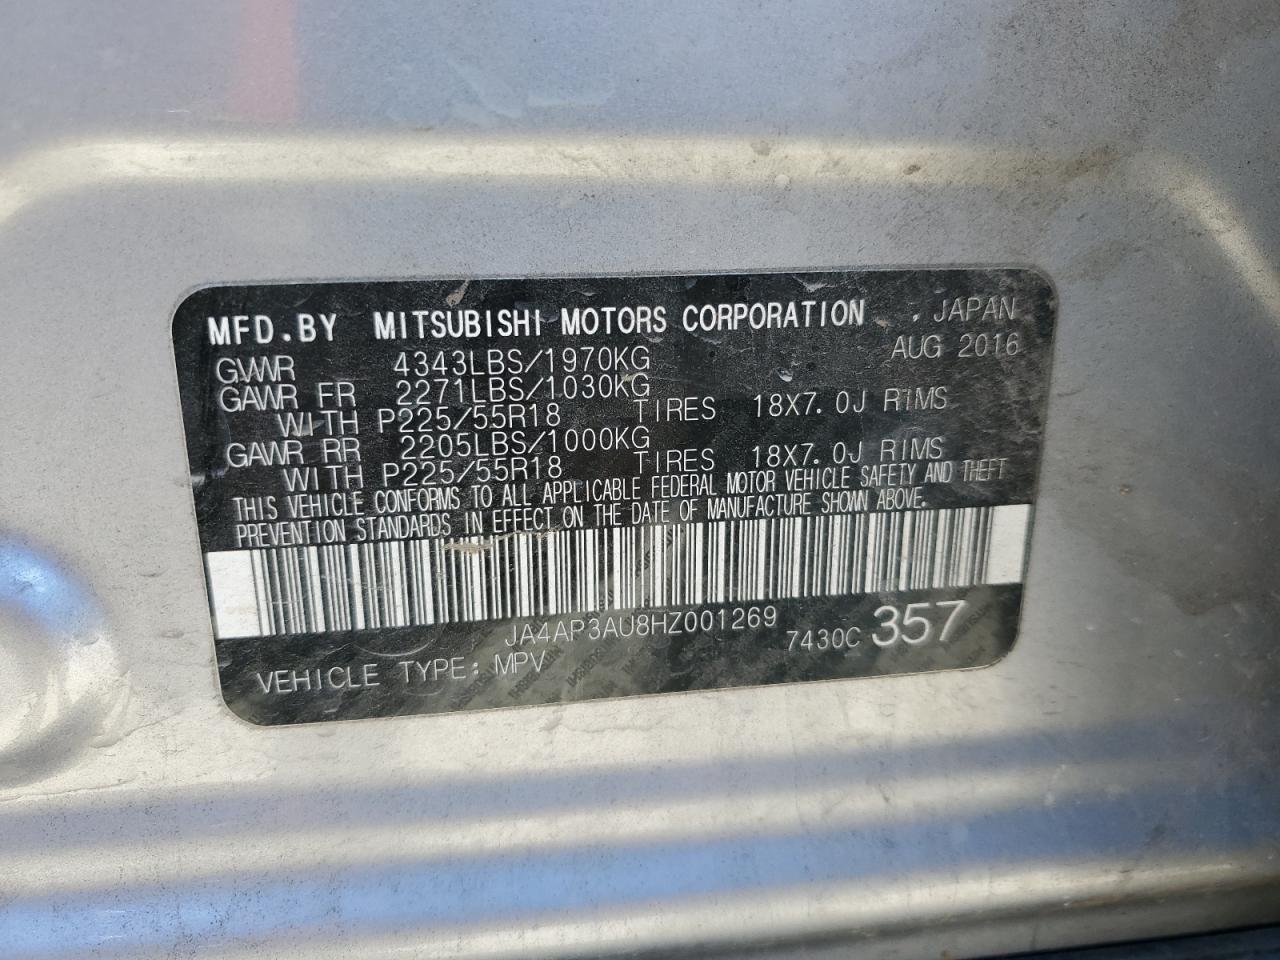 MFD.BY MITSUBISHI MOTORS CORPORATION , JAPAN
GVWR 4343LBS/1970KG AUG 2016
GAWR FR 2271LBS/1030KG
WITH P225/55R18 TIRES 18X7.0J RIMS
GAWR RR 2205LBS/1000KG
WITH P225/55R18 TIRES 18X7.0J RIMS
THIS VEHICLE CONFORMS TO ALL APPLICABLE FEDERAL MOTOR VEHICLE SAFETY AND THEFT
PREVENTION STANDARDS IN EFFECT ON THE DATE OF MANUFACTURE SHOWN ABOVE.
JA4AP3AU8HZ001269 7430C 357
VEHICLE TYPE: MPV